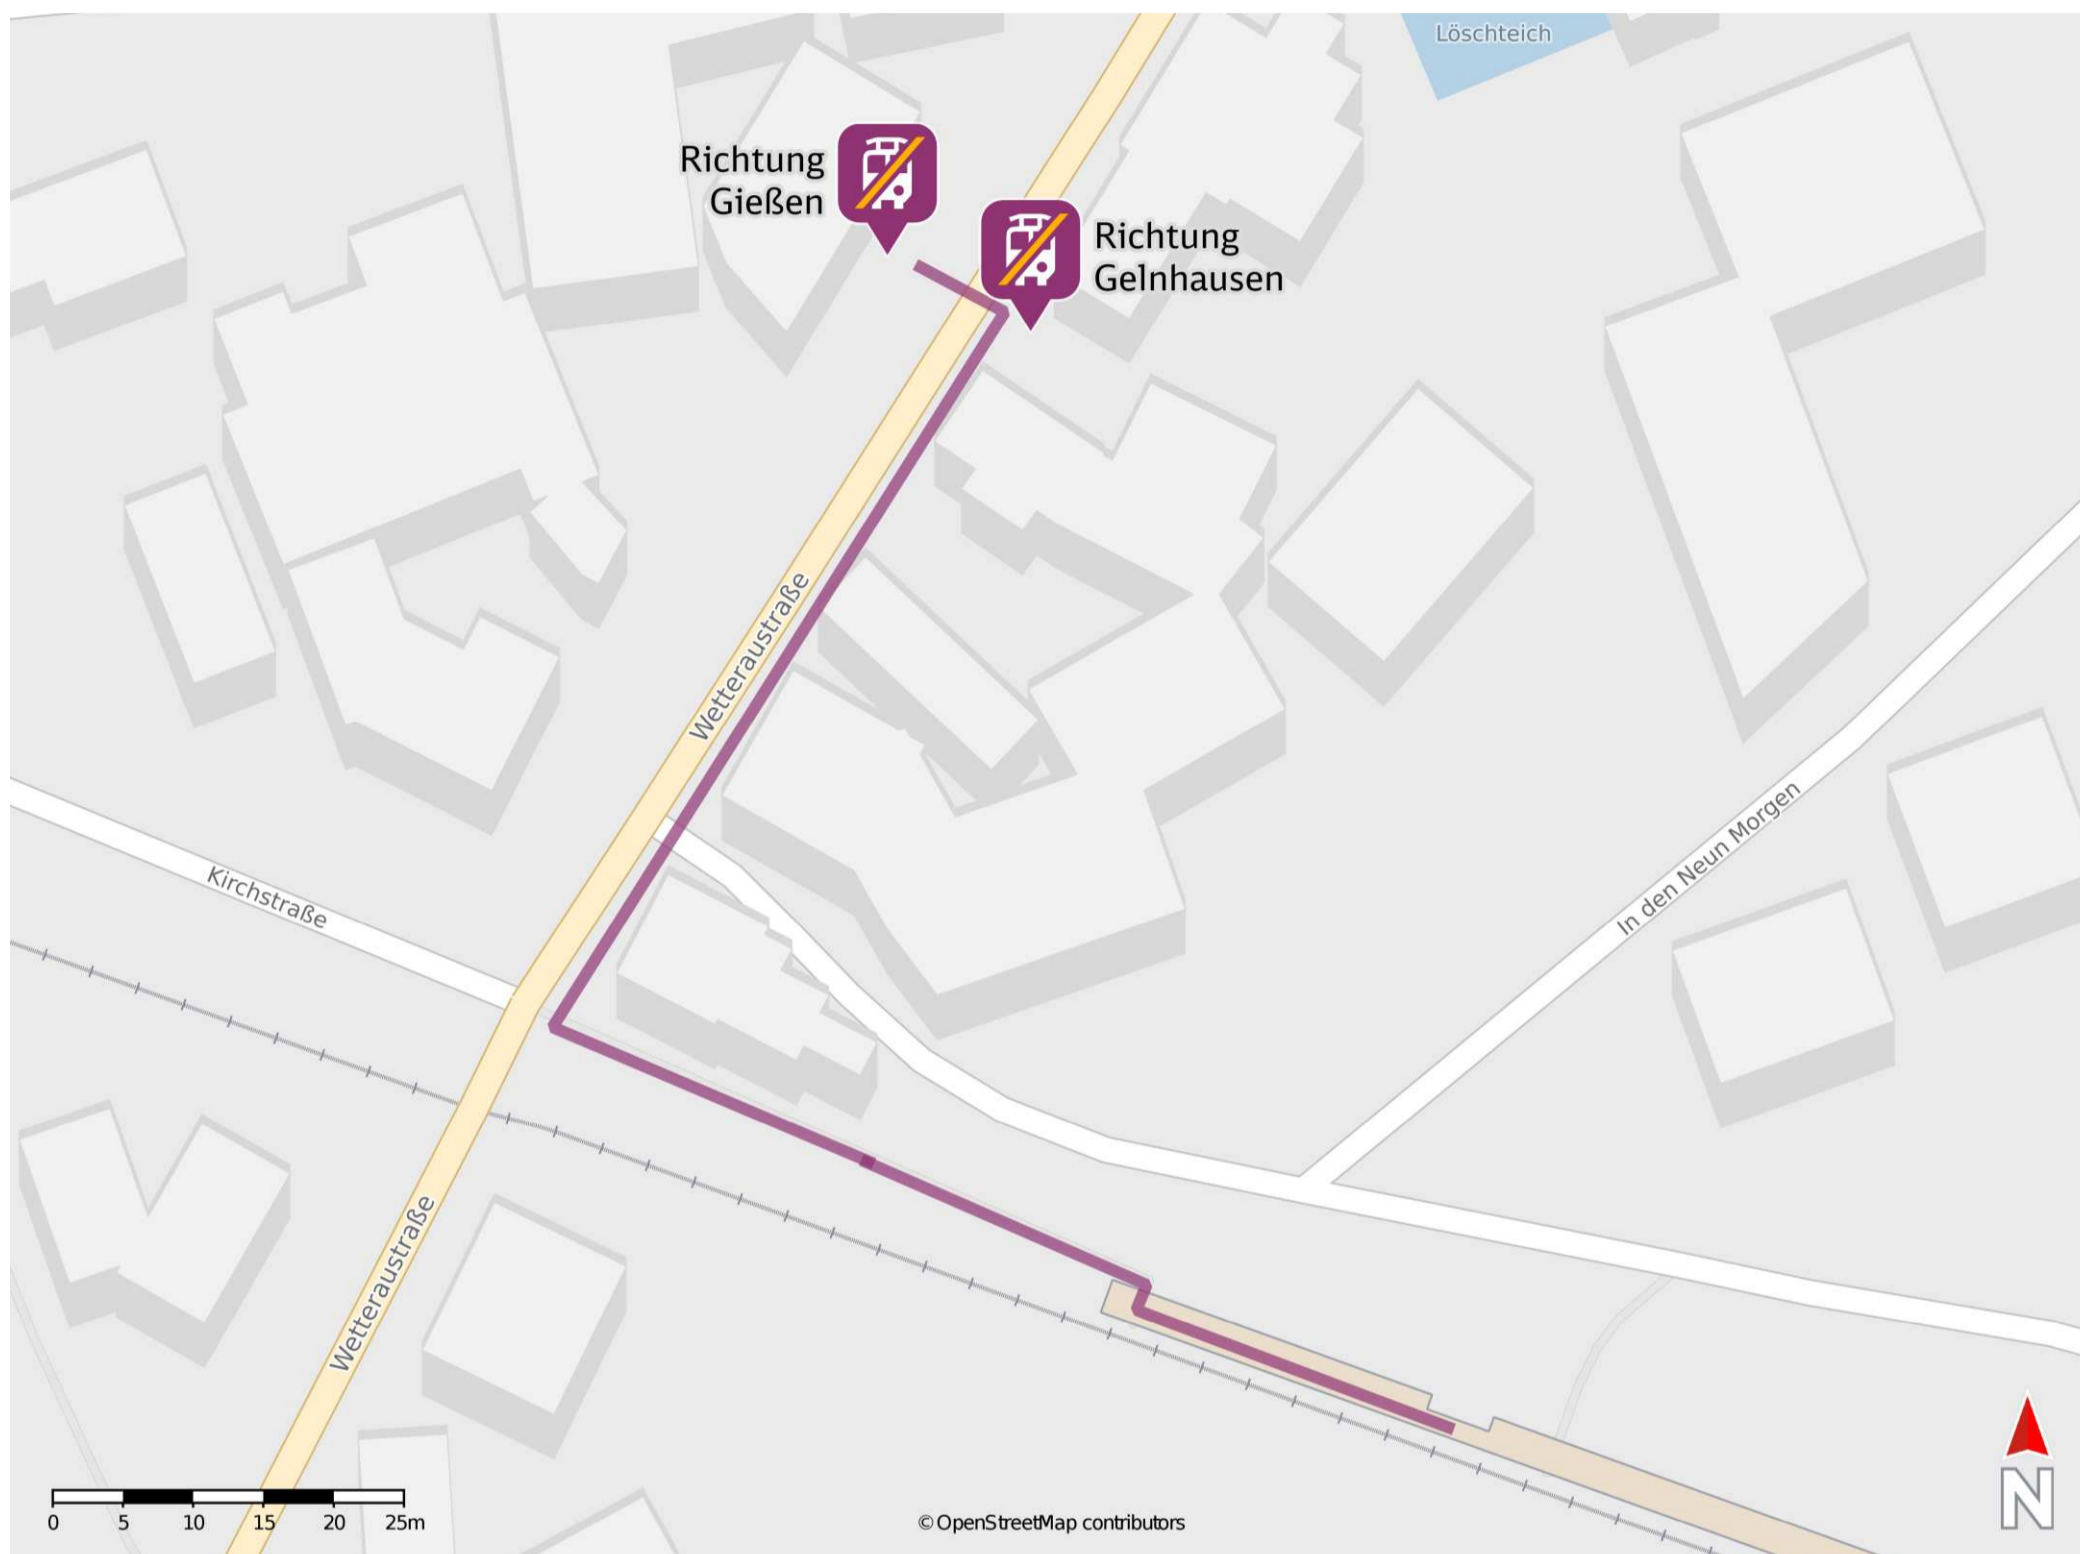 Löschteich
Richtung
Gießen
Richtung
Gelnhausen
Wetteraustraße
In den Neun Morgen
Kirchstraße
Wetteraustraße
0 5 10 15 20 25m
© OpenStreetMap contributors
N